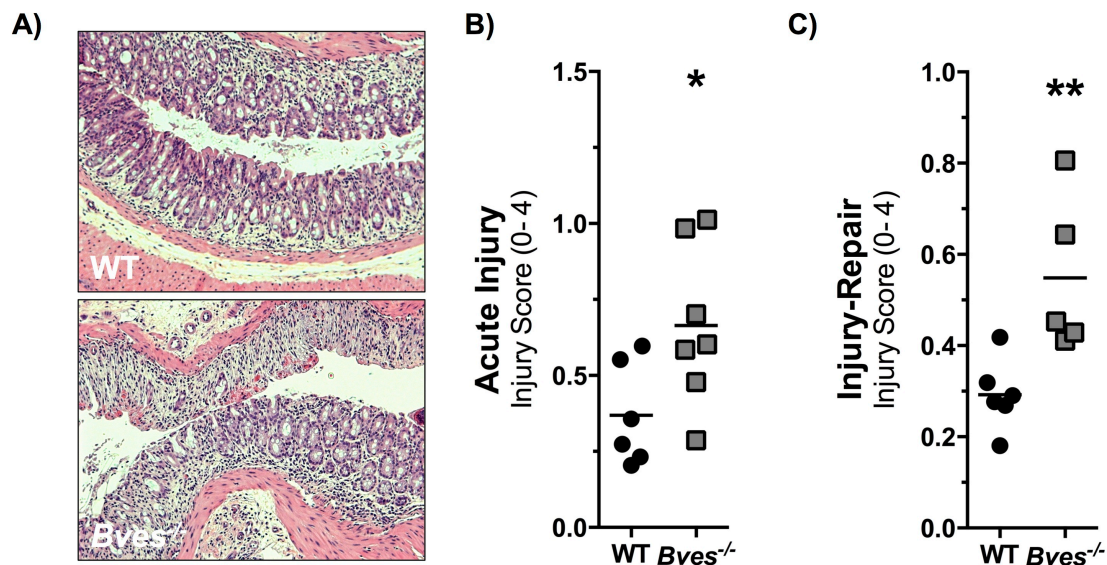 A)
WT
Bves-/-
B)
Acute Injury
Injury Score (0- 4)
1.5
1.0
0.5
0.0
*
WT Bves-/-
C)
Injury-Repair
Injury Score (0- 4)
1.0
0.8
0.6
0.4
0.2
0.0
**
WT Bves-/-